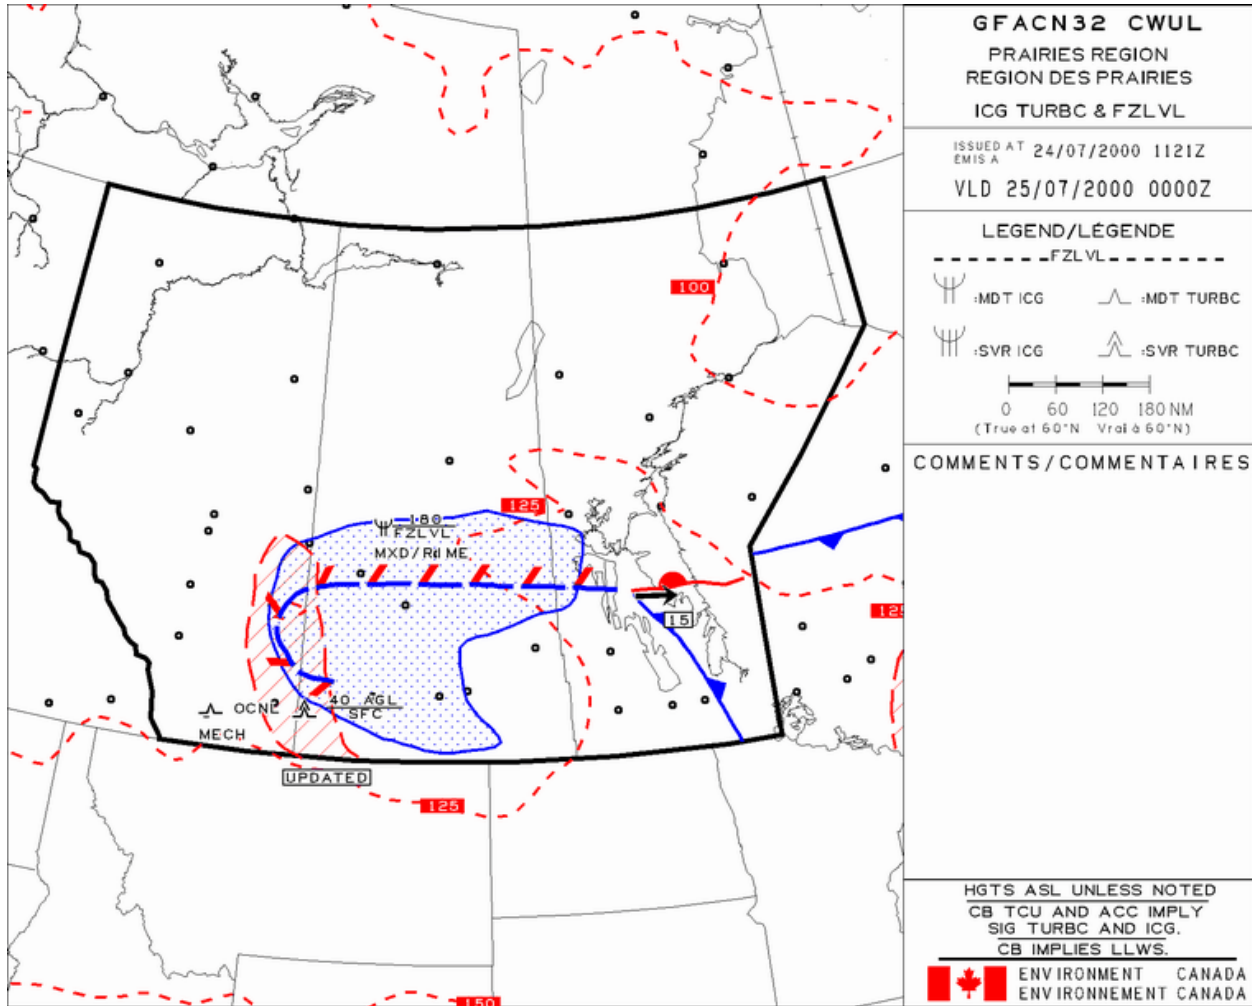 GFACN32 CWUL
PRAIRIES REGION
REGION DES PRAIRIES
ICG TURBC & FZLVL
ISSUED AT 24/07/2000 1121Z
ÉMIS A
VLD 25/07/2000 0000Z
LEGEND/LÉGENDE
FZLVL
:MDT ICG :MDT TURBC
:SVR ICG :SVR TURBC
0 60 120 180 NM
(True at 60°N Vrai à 60°N)
COMMENTS/COMMENTAIRES
100
125
180
FZLVL
MXD/RIME
15
125
OCNL 40 AGL
SFC
MECH
UPDATED
125
150
HGTS ASL UNLESS NOTED
CB TCU AND ACC IMPLY
SIG TURBC AND ICG.
CB IMPLIES LLWS.
ENVIRONMENT CANADA
ENVIRONNEMENT CANADA